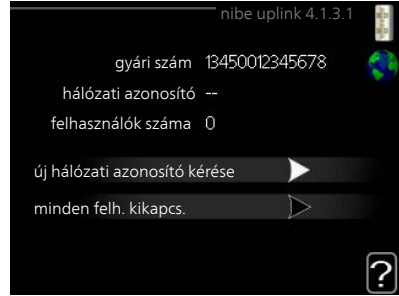 nibe uplink 4.1.3.1
gyári szám 13450012345678
hálózati azonosító --
felhasználók száma 0
új hálózati azonosító kérése
minden felh. kikapcs.
?